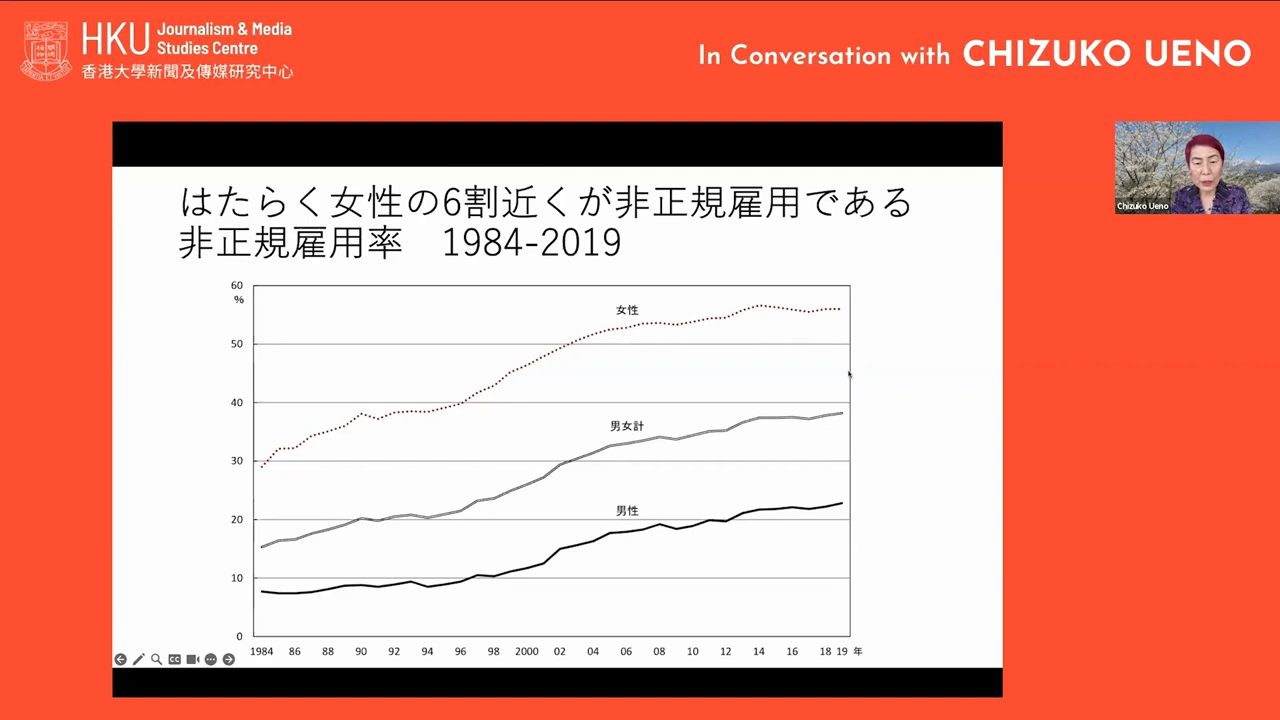 HKU Journalism & Media
Studies Centre
香港大學新聞及傳媒研究中心
In Conversation with CHIZUKO UENO
Chizuko Ueno
はたらく女性の6割近くが非正規雇用である
非正規雇用率 1984-2019
60
%
女性
50
40
男女計
30
男性
20
10
0
1984 86 88 90 92 94 96 98 2000 02 04 06 08 10 12 14 16 18 19 年
CC